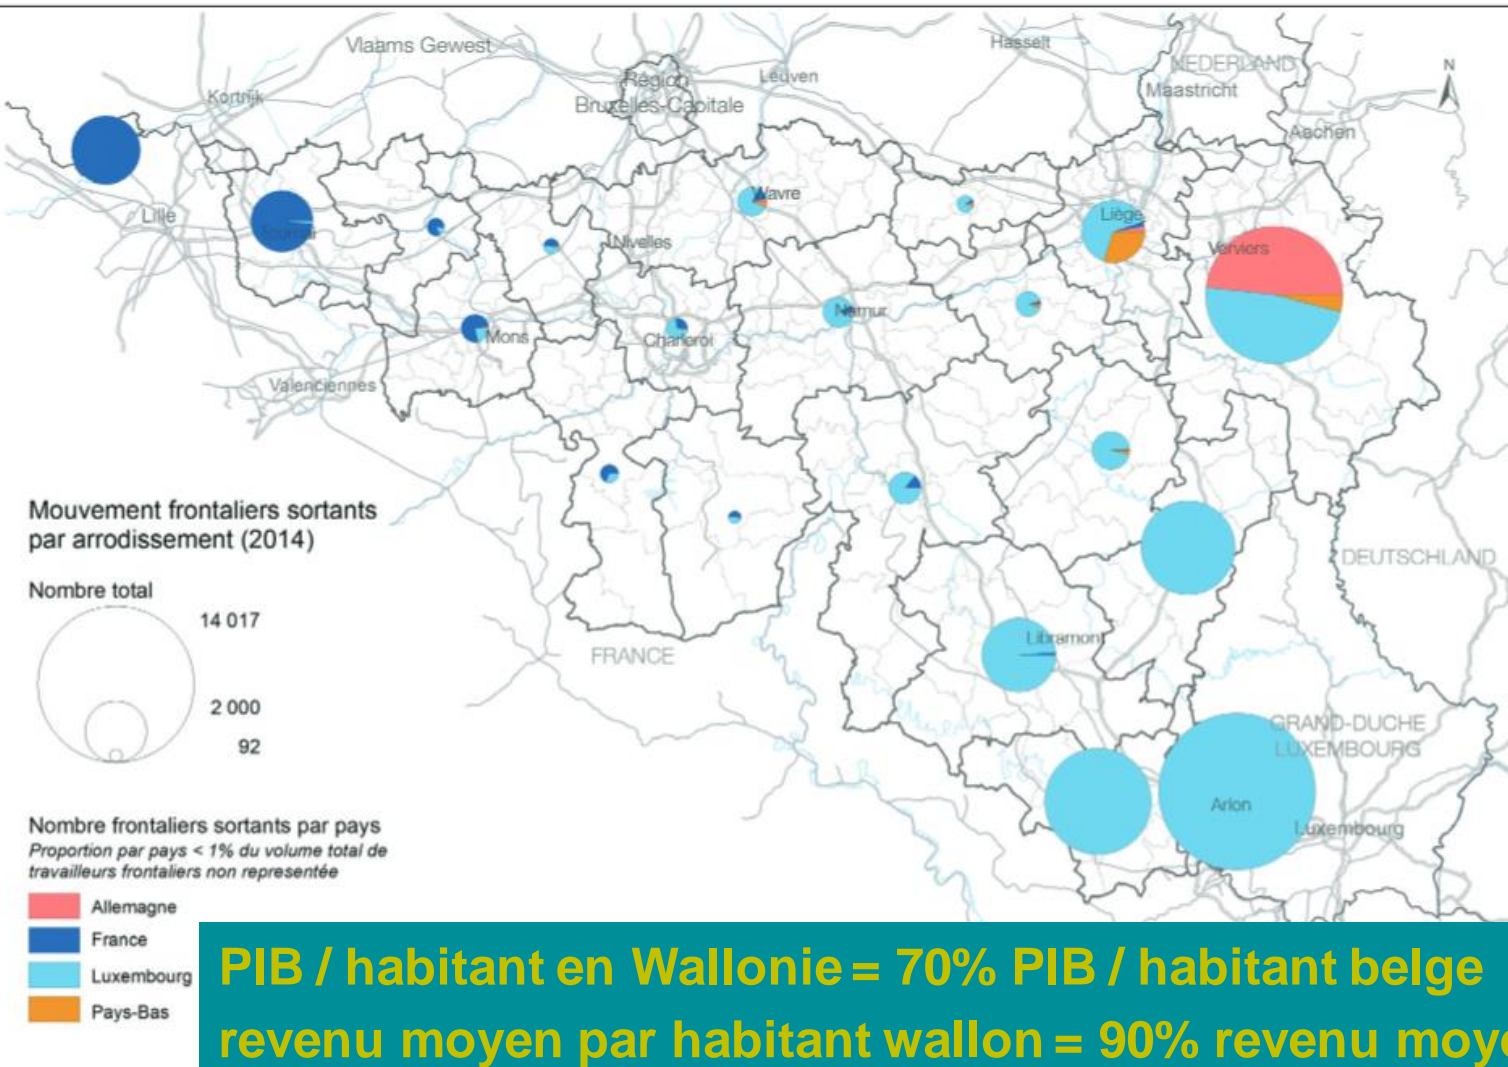 Vlaams Gewest
Hasselt
NEDERLAND
N
Région
Bruxelles-Capitale
Leuven
Maastricht
Kortrijk
Aachen
Lille
Tournai
Wavre
Liège
Nivelles
Verviers
Mons
Charleroi
Namur
Valenciennes
Mouvement frontaliers sortants
par arrodissement (2014)
Nombre total
14 017
2 000
92
DEUTSCHLAND
Libramont
FRANCE
GRAND-DUCHE
LUXEMBOURG
Arlon
Luxembourg
Nombre frontaliers sortants par pays
Proportion par pays < 1% du volume total de
travailleurs frontaliers non representée
Allemagne
France
Luxembourg
Pays-Bas
PIB / habitant en Wallonie = 70% PIB / habitant belge
revenu moyen par habitant wallon = 90% revenu moye